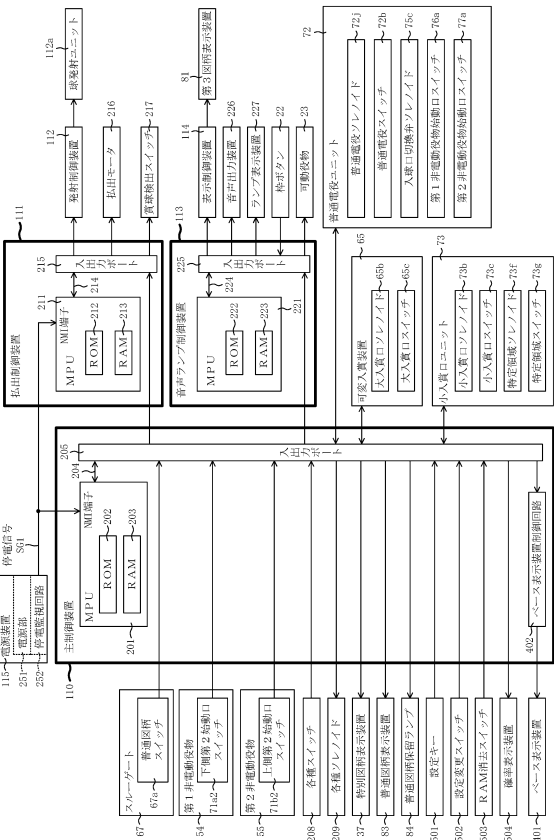 115
電源装置
251
電源部
252
停電監視回路
停電信号
SG1
110
主制御装置
201
MPU
NMI端子
ROM
202
RAM
203
204
205
入出力ポート
402
ベース表示装置制御回路
111
払出制御装置
211
NMI端子
MPU
ROM
212
RAM
213
214
215
入出力ポート
112
発射制御装置
112a
球発射ユニット
払出モータ
216
賞球検出スイッチ
217
113
音声ランプ制御装置
MPU
ROM
222
RAM
223
221
224
225
入出力ポート
114
表示制御装置
81
第3図柄表示装置
音声出力装置
226
ランプ表示装置
227
枠ボタン
22
可動役物
23
72
普通電役ユニット
普通電役ソレノイド
72j
普通電役スイッチ
72b
入球口切換弁ソレノイド
75c
第1非電動役物始動口スイッチ
76a
第2非電動役物始動口スイッチ
77a
65
可変入賞装置
大入賞口ソレノイド
65b
大入賞口スイッチ
65c
73
小入賞口ユニット
小入賞口ソレノイド
73b
小入賞口スイッチ
73c
特定領域ソレノイド
73f
特定領域スイッチ
73g
67
スルーゲート
普通図柄スイッチ
67a
54
第1非電動役物
下側第2始動口スイッチ
71a2
55
第2非電動役物
上側第2始動口スイッチ
71b2
208
各種スイッチ
209
各種ソレノイド
37
特別図柄表示装置
83
普通図柄表示装置
84
普通図柄保留ランプ
501
設定キー
502
設定変更スイッチ
503
RAM消去スイッチ
504
確率表示装置
401
ベース表示装置